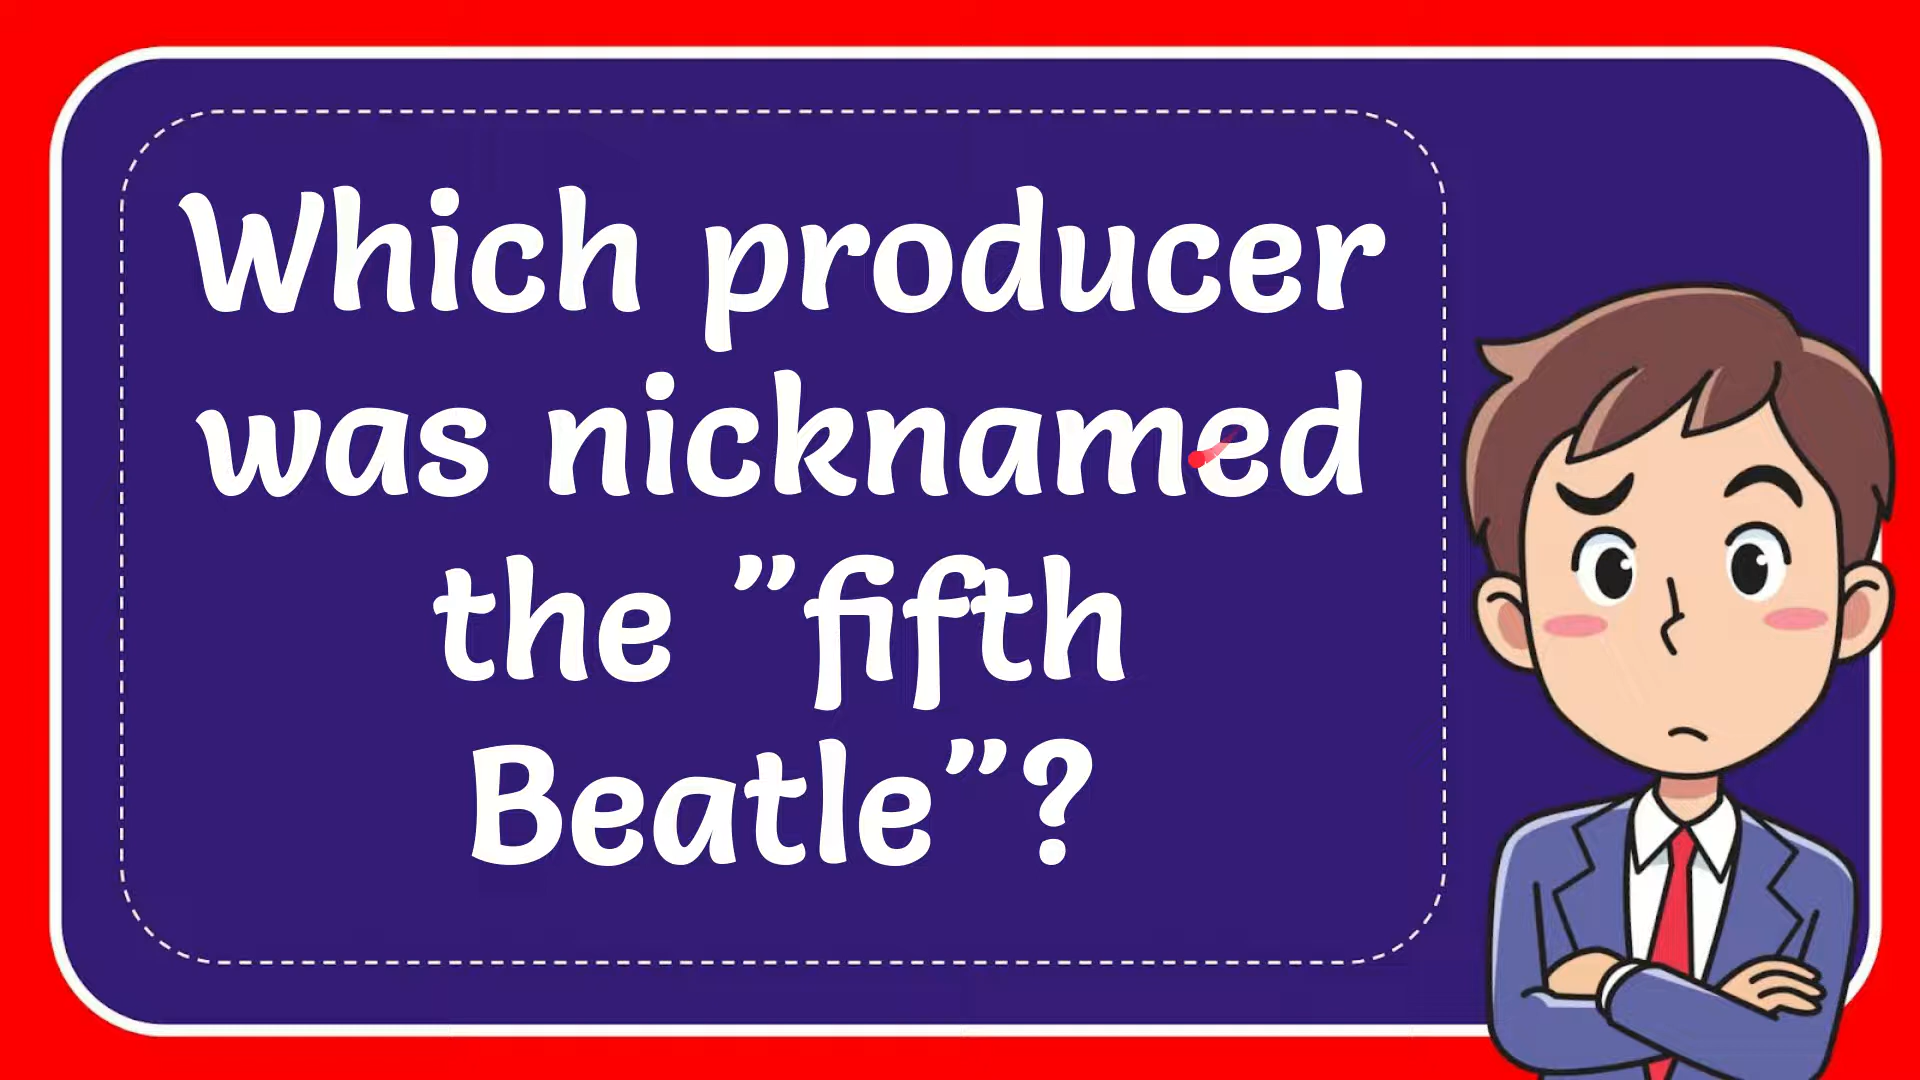 Which producer
was nicknamed
the ”fifth
Beatle”?